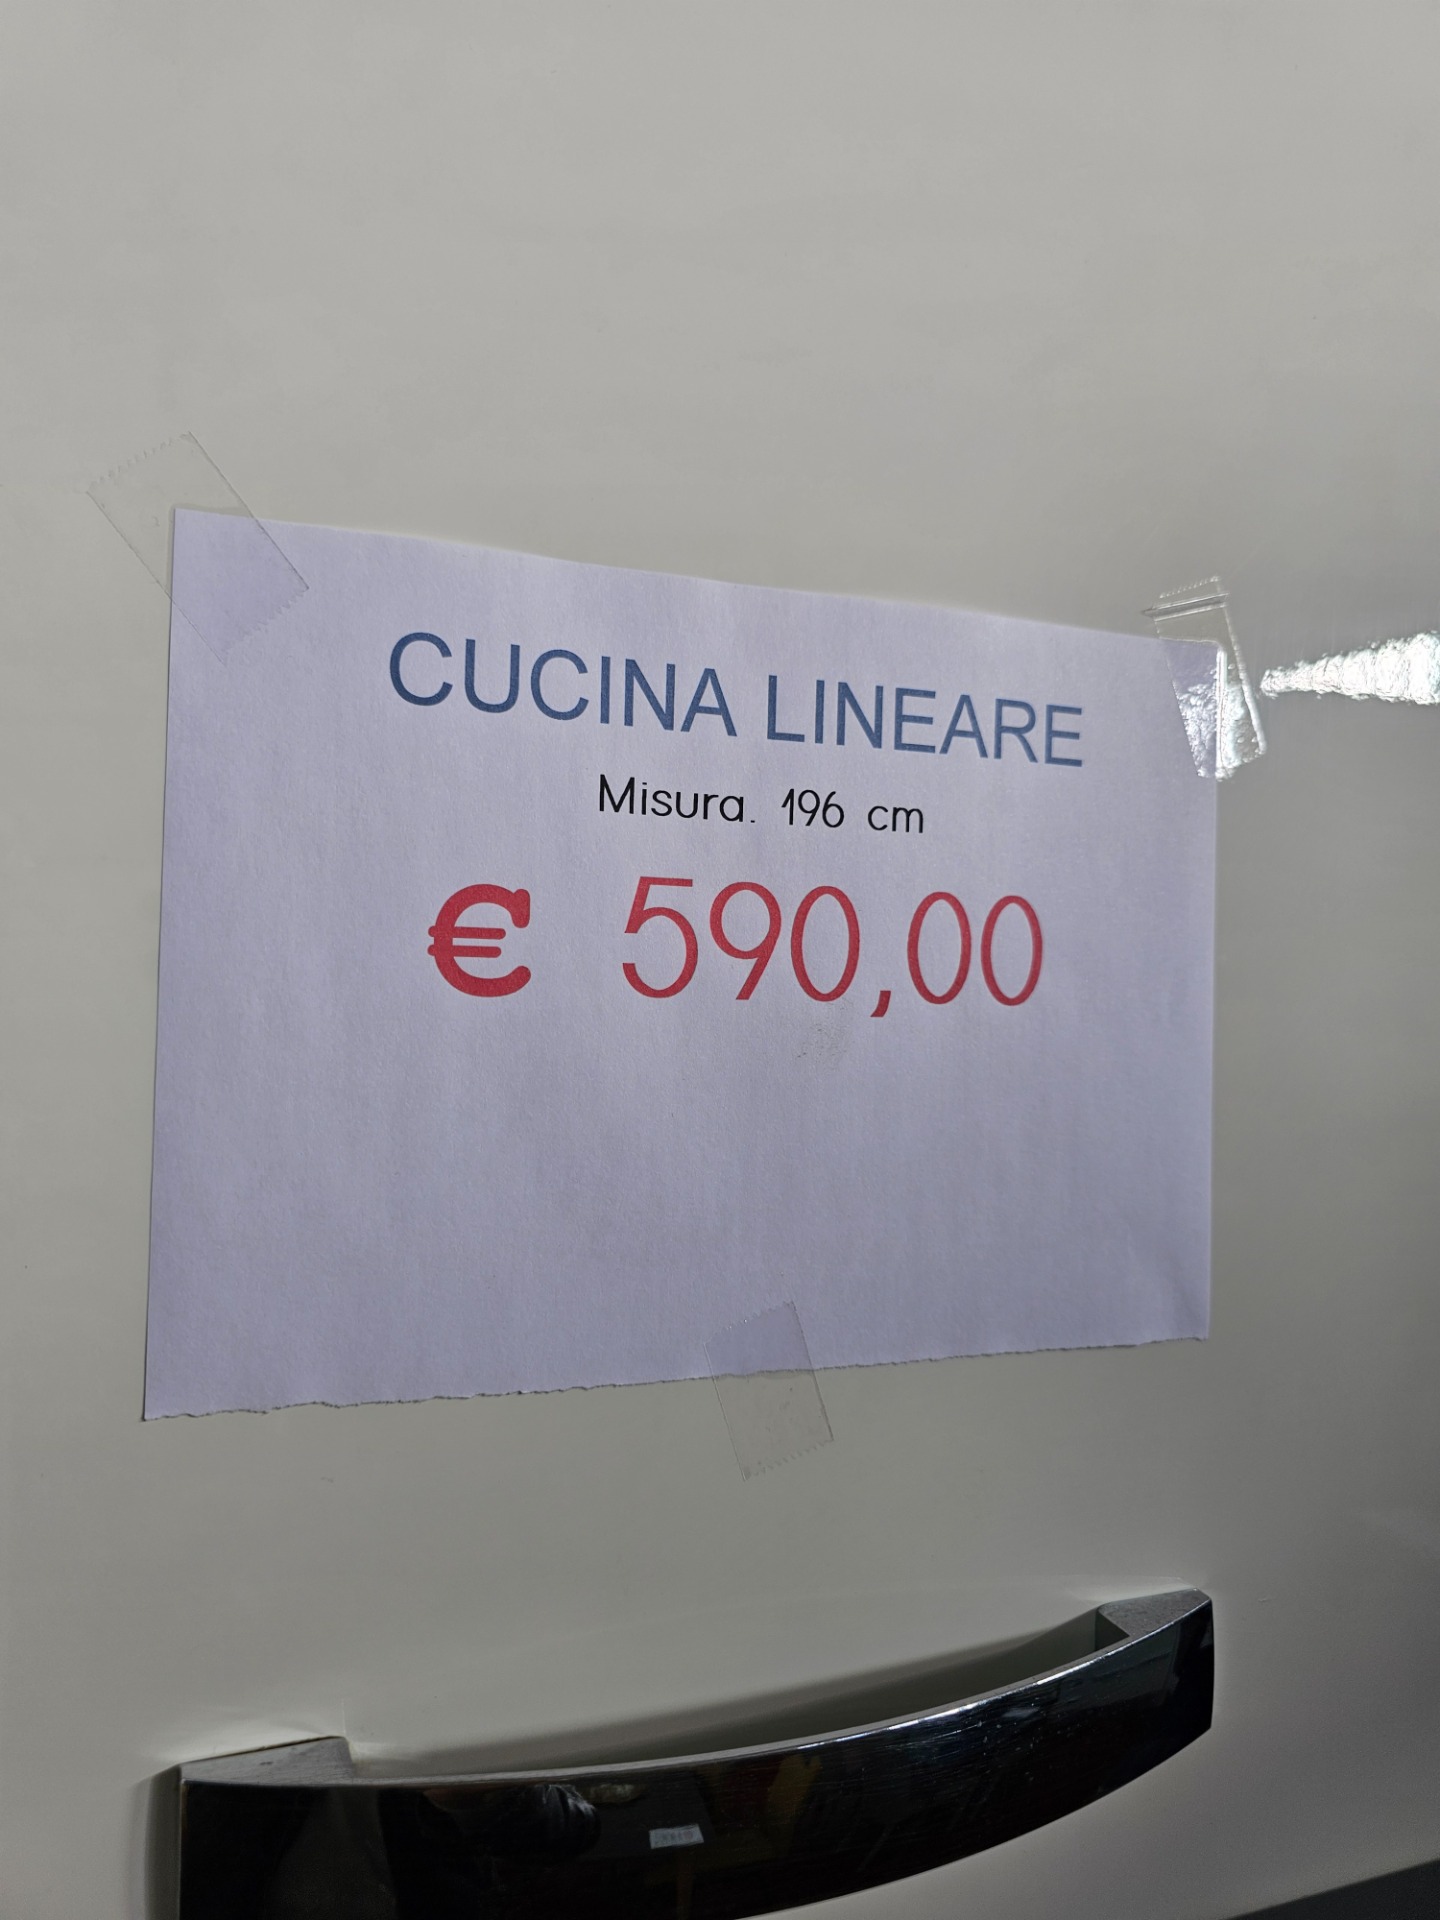 CUCINA LINEARE
Misura. 196 cm
€ 590,00